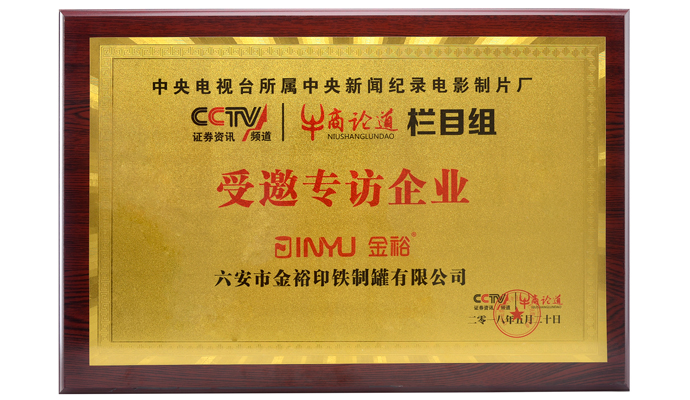 中央电视台所属中央新闻纪录电影制片厂
CCTV 证券资讯 频道 牛商论道 NIUSHANGLUNDAO 栏目组
受邀专访企业
JINYU 金裕®
六安市金裕印铁制罐有限公司
CCTV 证券资讯 频道 牛商论道
二零一八年五月二十日